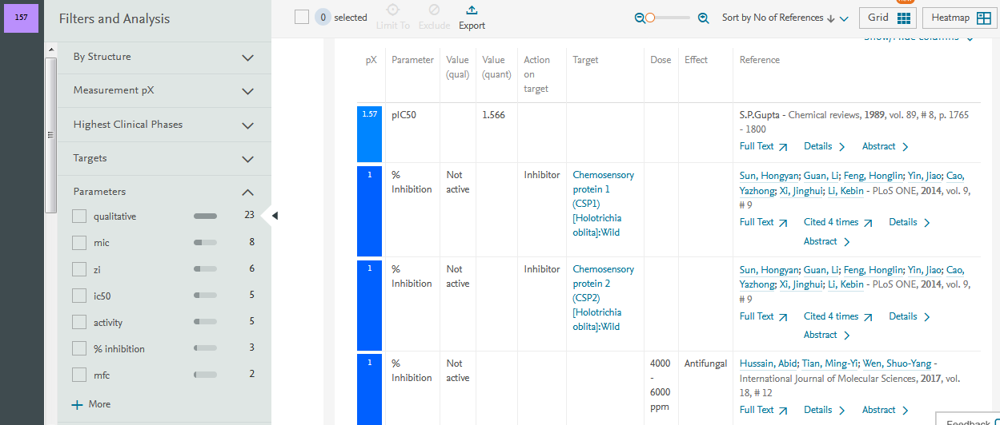 157
Filters and Analysis
By Structure
Measurement pX
Highest Clinical Phases
Targets
Parameters
qualitative 23
mic 8
zi 6
ic50 5
activity 5
% inhibition 3
mfc 2
+ More
0 selected
Limit To
Exclude
Export
Sort by No of References
Grid
Heatmap
Show/Hide columns
pX
Parameter
Value
(qual)
Value
(quant)
Action
on
target
Target
Dose
Effect
Reference
1.57
pIC50
1.566
S.P.Gupta - Chemical reviews, 1989, vol. 89, # 8, p. 1765
- 1800
Full Text Details Abstract
1
%
Inhibition
Not
active
Inhibitor
Chemosensory
protein 1
(CSP1)
[Holotrichia
oblita]:Wild
Sun, Hongyan; Guan, Li; Feng, Honglin; Yin, Jiao; Cao,
Yazhong; Xi, Jinghui; Li, Kebin - PLoS ONE, 2014, vol. 9,
# 9
Full Text Cited 4 times Details
Abstract
1
%
Inhibition
Not
active
Inhibitor
Chemosensory
protein 2
(CSP2)
[Holotrichia
oblita]:Wild
Sun, Hongyan; Guan, Li; Feng, Honglin; Yin, Jiao; Cao,
Yazhong; Xi, Jinghui; Li, Kebin - PLoS ONE, 2014, vol. 9,
# 9
Full Text Cited 4 times Details
Abstract
1
%
Inhibition
Not
active
4000
-
6000
ppm
Antifungal
Hussain, Abid; Tian, Ming-Yi; Wen, Shuo-Yang -
International Journal of Molecular Sciences, 2017, vol.
18, # 12
Full Text Details Abstract
Feedback